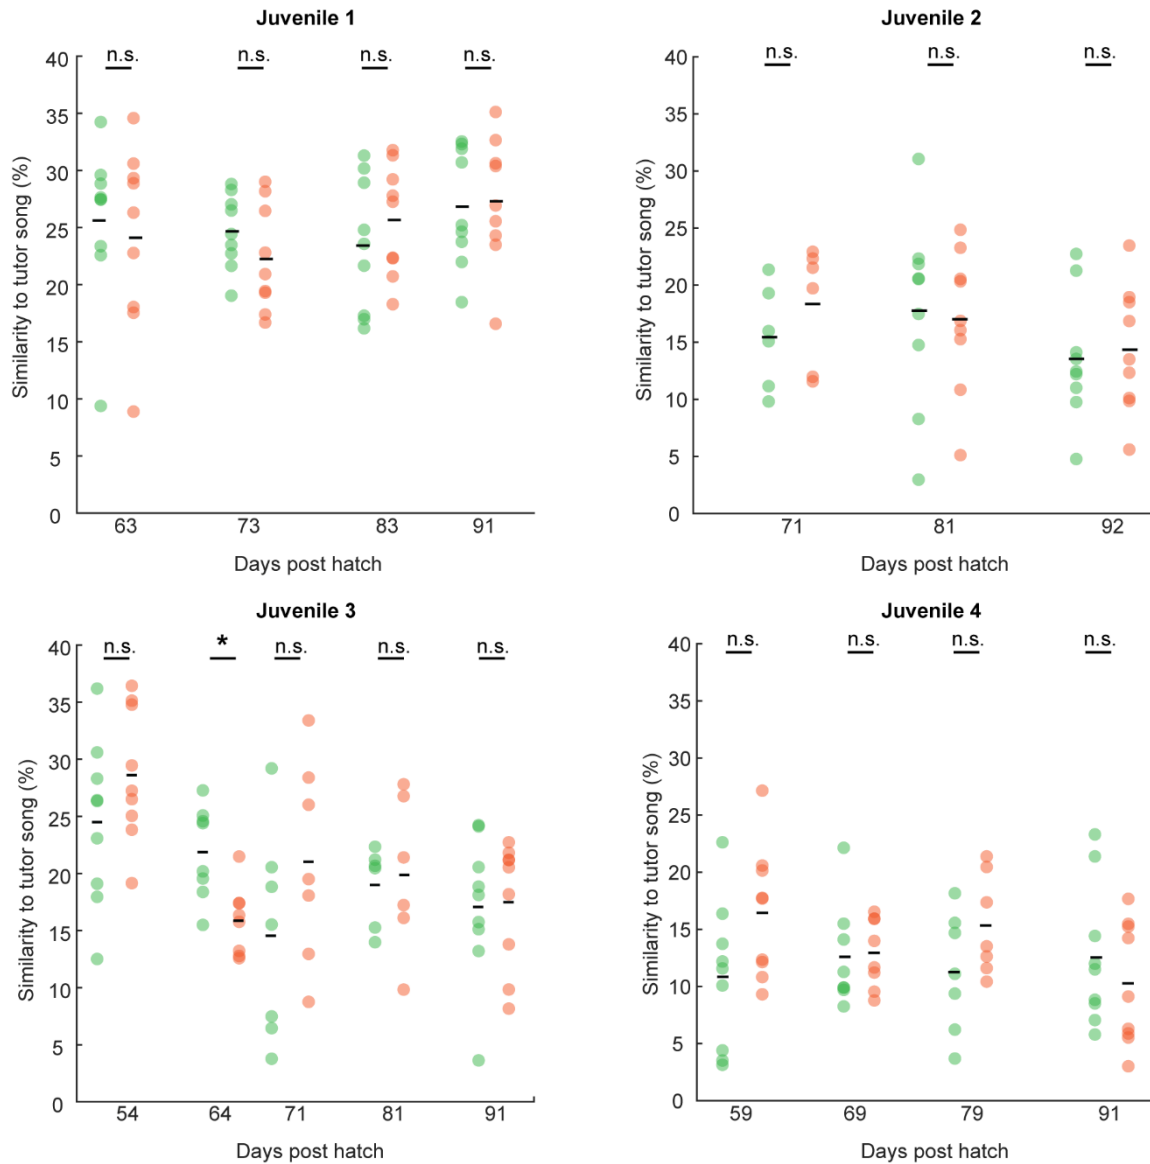 Juvenile 1
n.s. n.s. n.s. n.s.
40
35
30
25
20
15
10
5
0
Similarity to tutor song (%)
63 73 83 91
Days post hatch
Juvenile 2
n.s. n.s. n.s.
40
35
30
25
20
15
10
5
0
Similarity to tutor song (%)
71 81 92
Days post hatch
Juvenile 3
n.s. * n.s. n.s. n.s.
40
35
30
25
20
15
10
5
0
Similarity to tutor song (%)
54 64 71 81 91
Days post hatch
Juvenile 4
n.s. n.s. n.s. n.s.
40
35
30
25
20
15
10
5
0
Similarity to tutor song (%)
59 69 79 91
Days post hatch